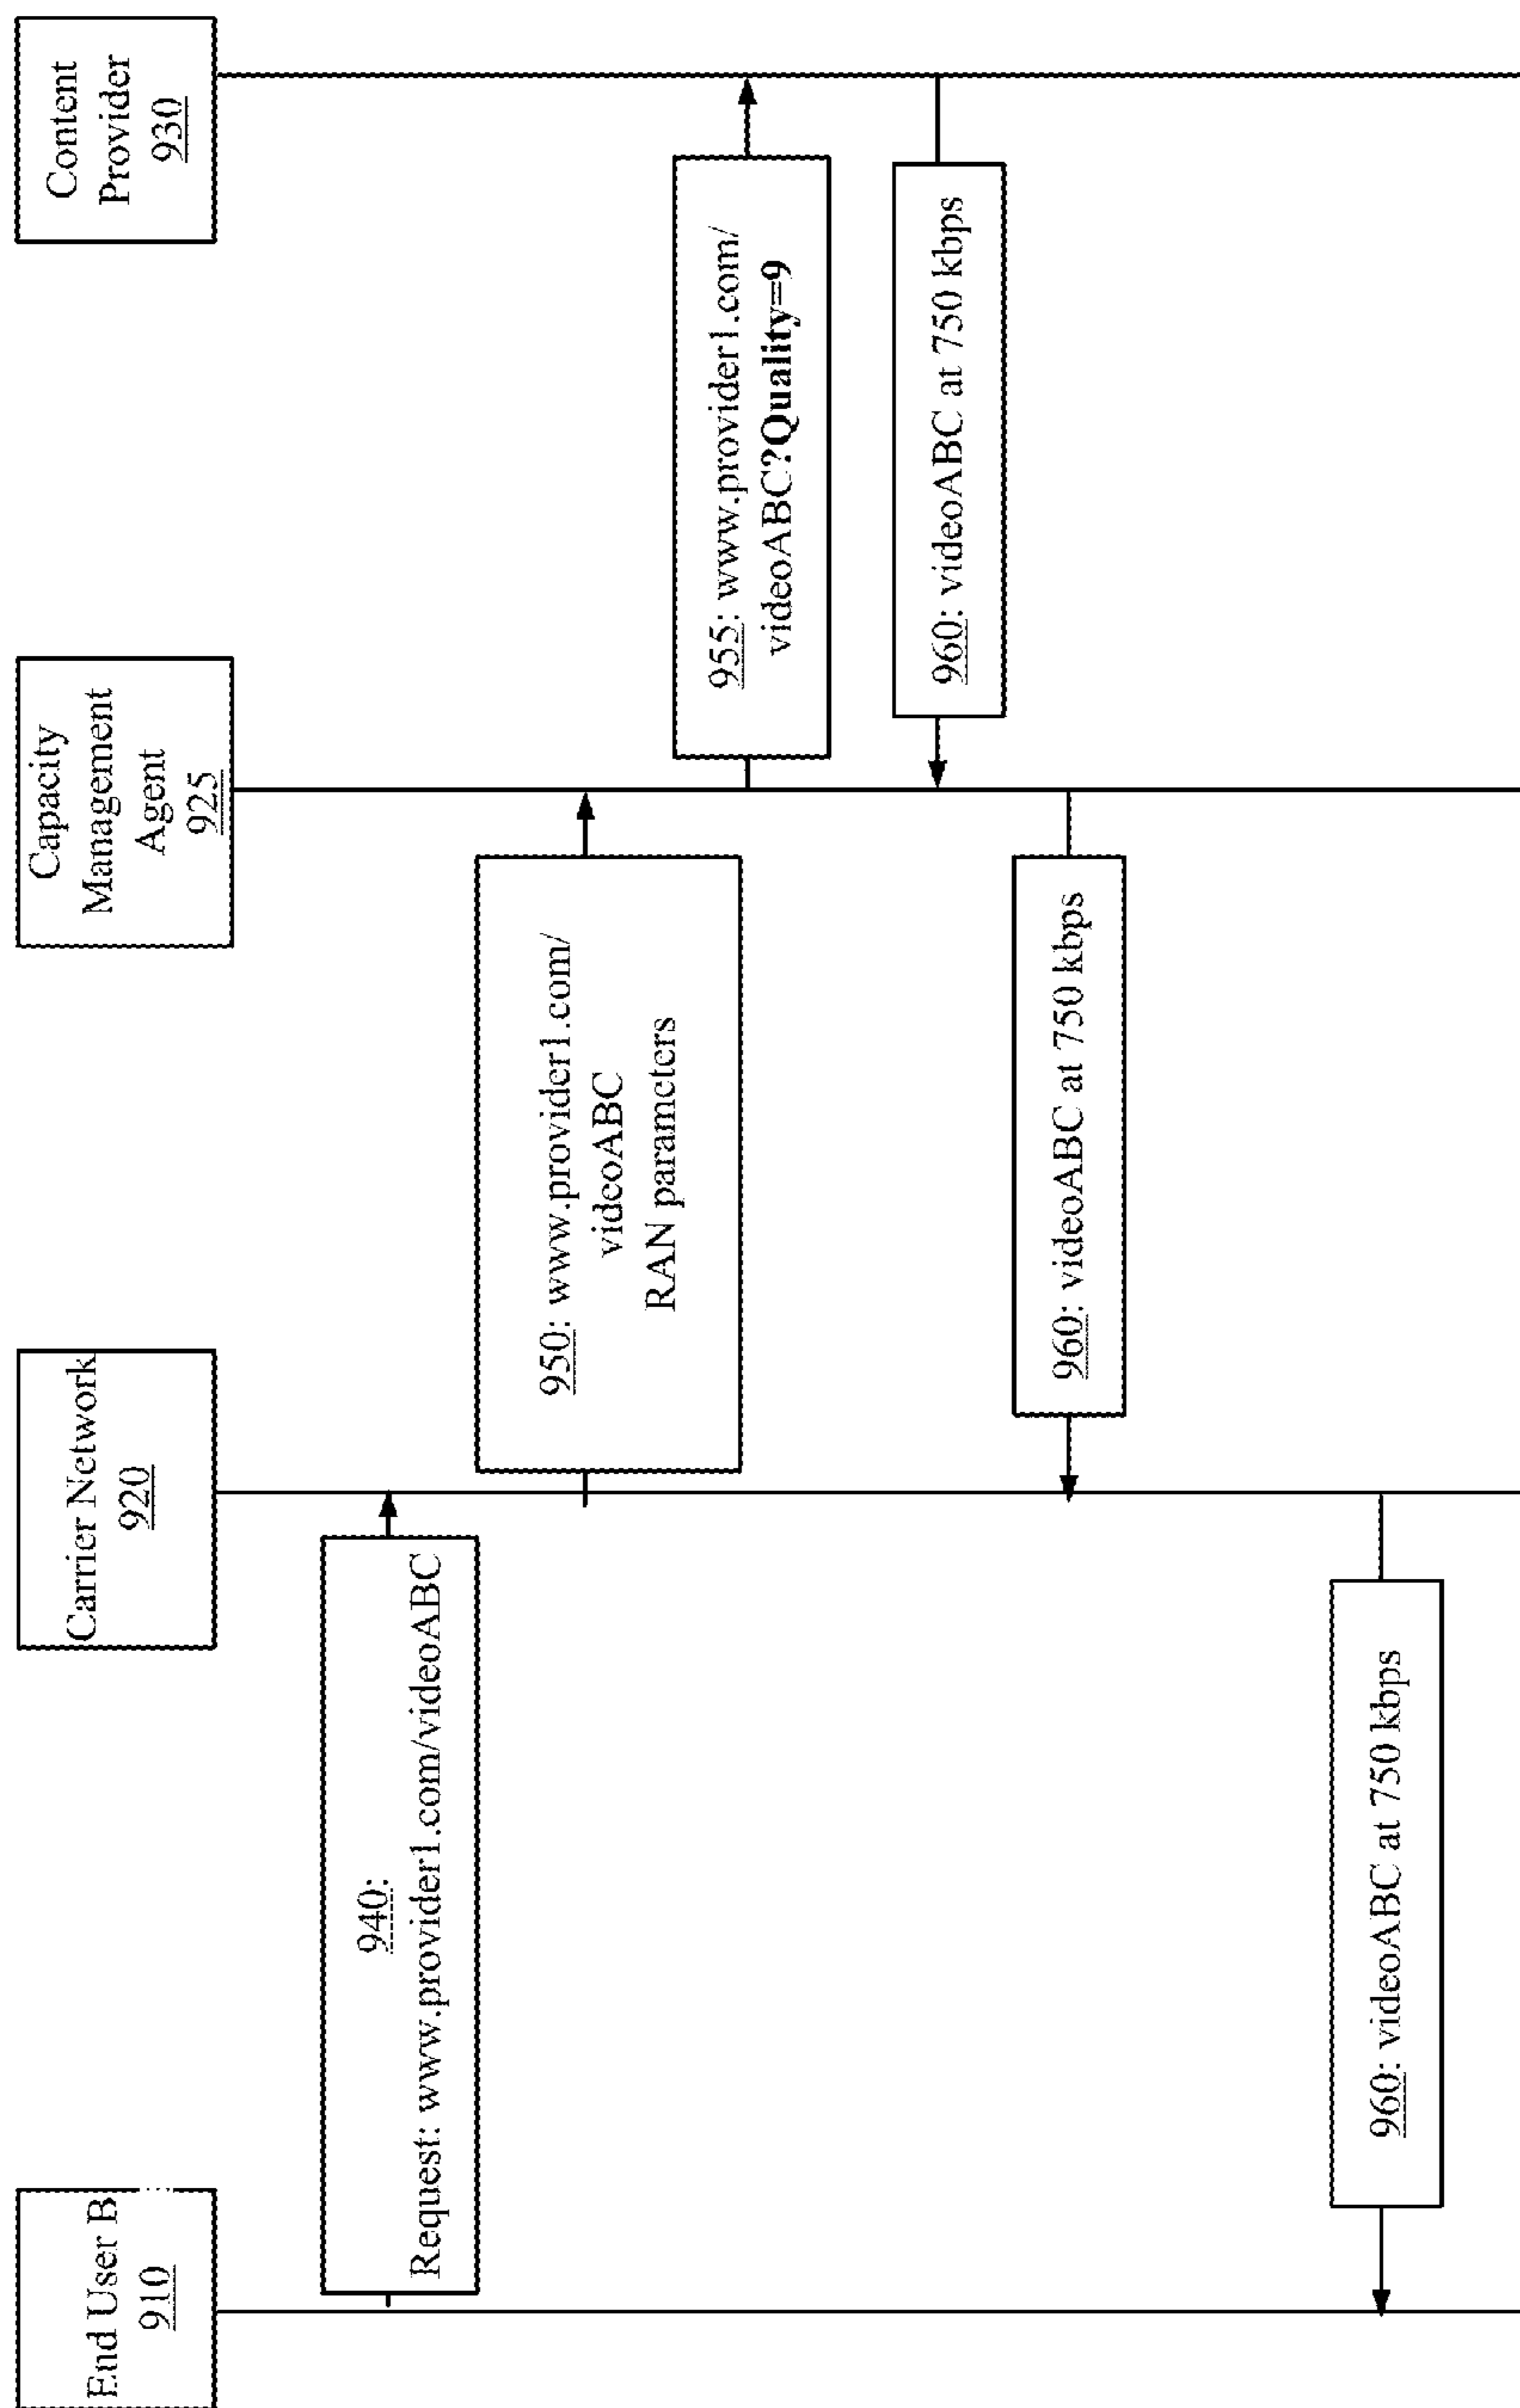 End User B
910
Carrier Network
920
Capacity
Management
Agent
925
Content
Provider
930
940:
Request: www.provider1.com/videoABC
950: www.provider1.com/
videoABC
RAN parameters
955: www.provider1.com/
videoABC?Quality=9
960: videoABC at 750 kbps
960: videoABC at 750 kbps
960: videoABC at 750 kbps